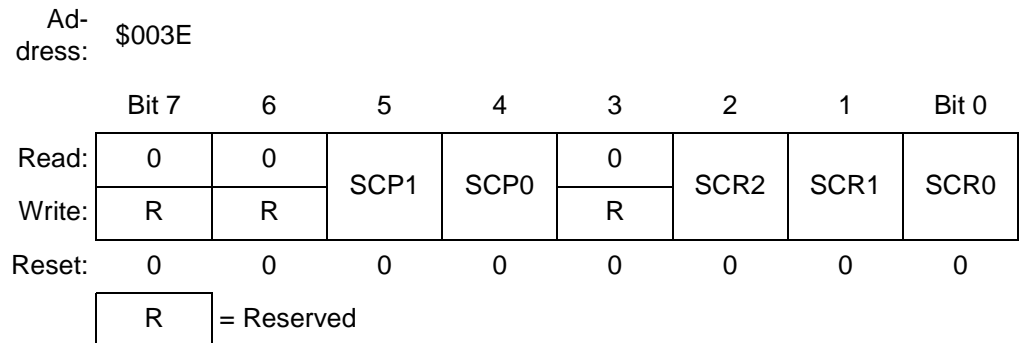 Ad-
dress: $003E
Bit 7 6 5 4 3 2 1 Bit 0
Read: 0 0 SCP1 SCP0 0 SCR2 SCR1 SCR0
Write: R R R
Reset: 0 0 0 0 0 0 0 0
R = Reserved